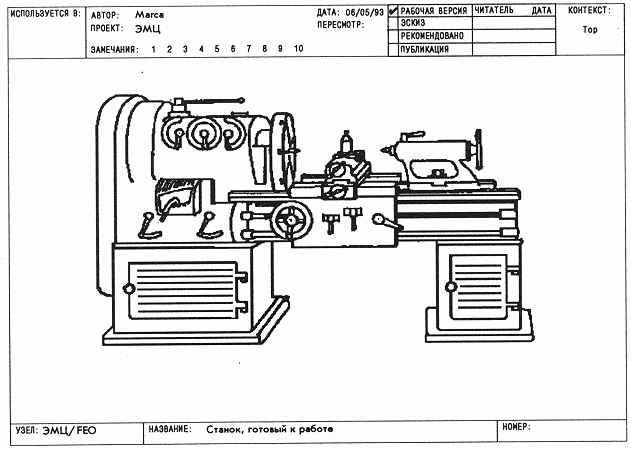 ИСПОЛЬЗУЕТСЯ В:
АВТОР: Marca
ПРОЕКТ: ЭМЦ
ЗАМЕЧАНИЯ: 1 2 3 4 5 6 7 8 9 10
ДАТА: 06/05/93
ПЕРЕСМОТР:
✔ РАБОЧАЯ ВЕРСИЯ
ЭСКИЗ
РЕКОМЕНДОВАНО
ПУБЛИКАЦИЯ
ЧИТАТЕЛЬ ДАТА
КОНТЕКСТ:
Top
УЗЕЛ: ЭМЦ/FEO
НАЗВАНИЕ: Станок, готовый к работе
НОМЕР: